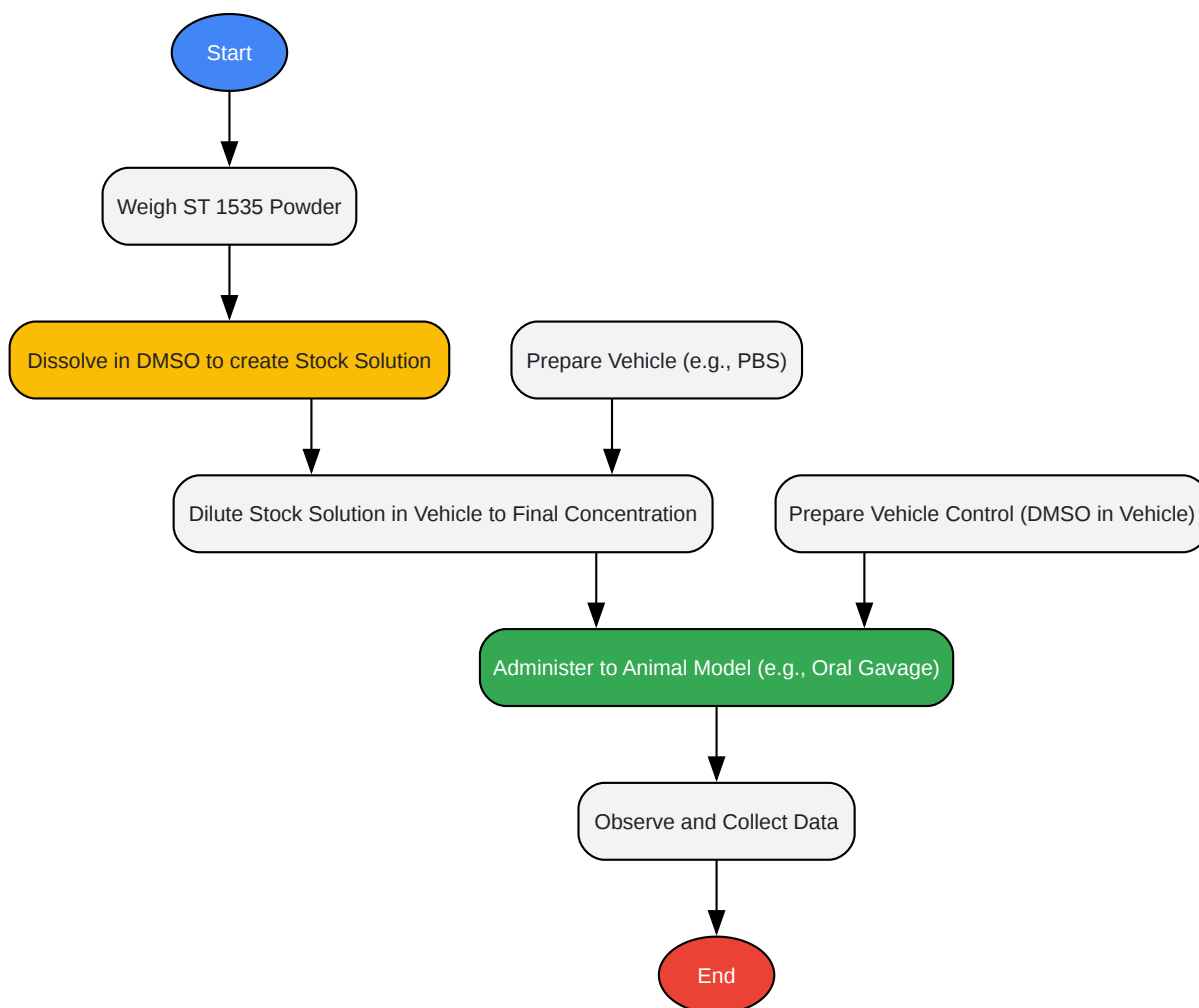 Start
Weigh ST 1535 Powder
Dissolve in DMSO to create Stock Solution
Prepare Vehicle (e.g., PBS)
Dilute Stock Solution in Vehicle to Final Concentration
Prepare Vehicle Control (DMSO in Vehicle)
Administer to Animal Model (e.g., Oral Gavage)
Observe and Collect Data
End